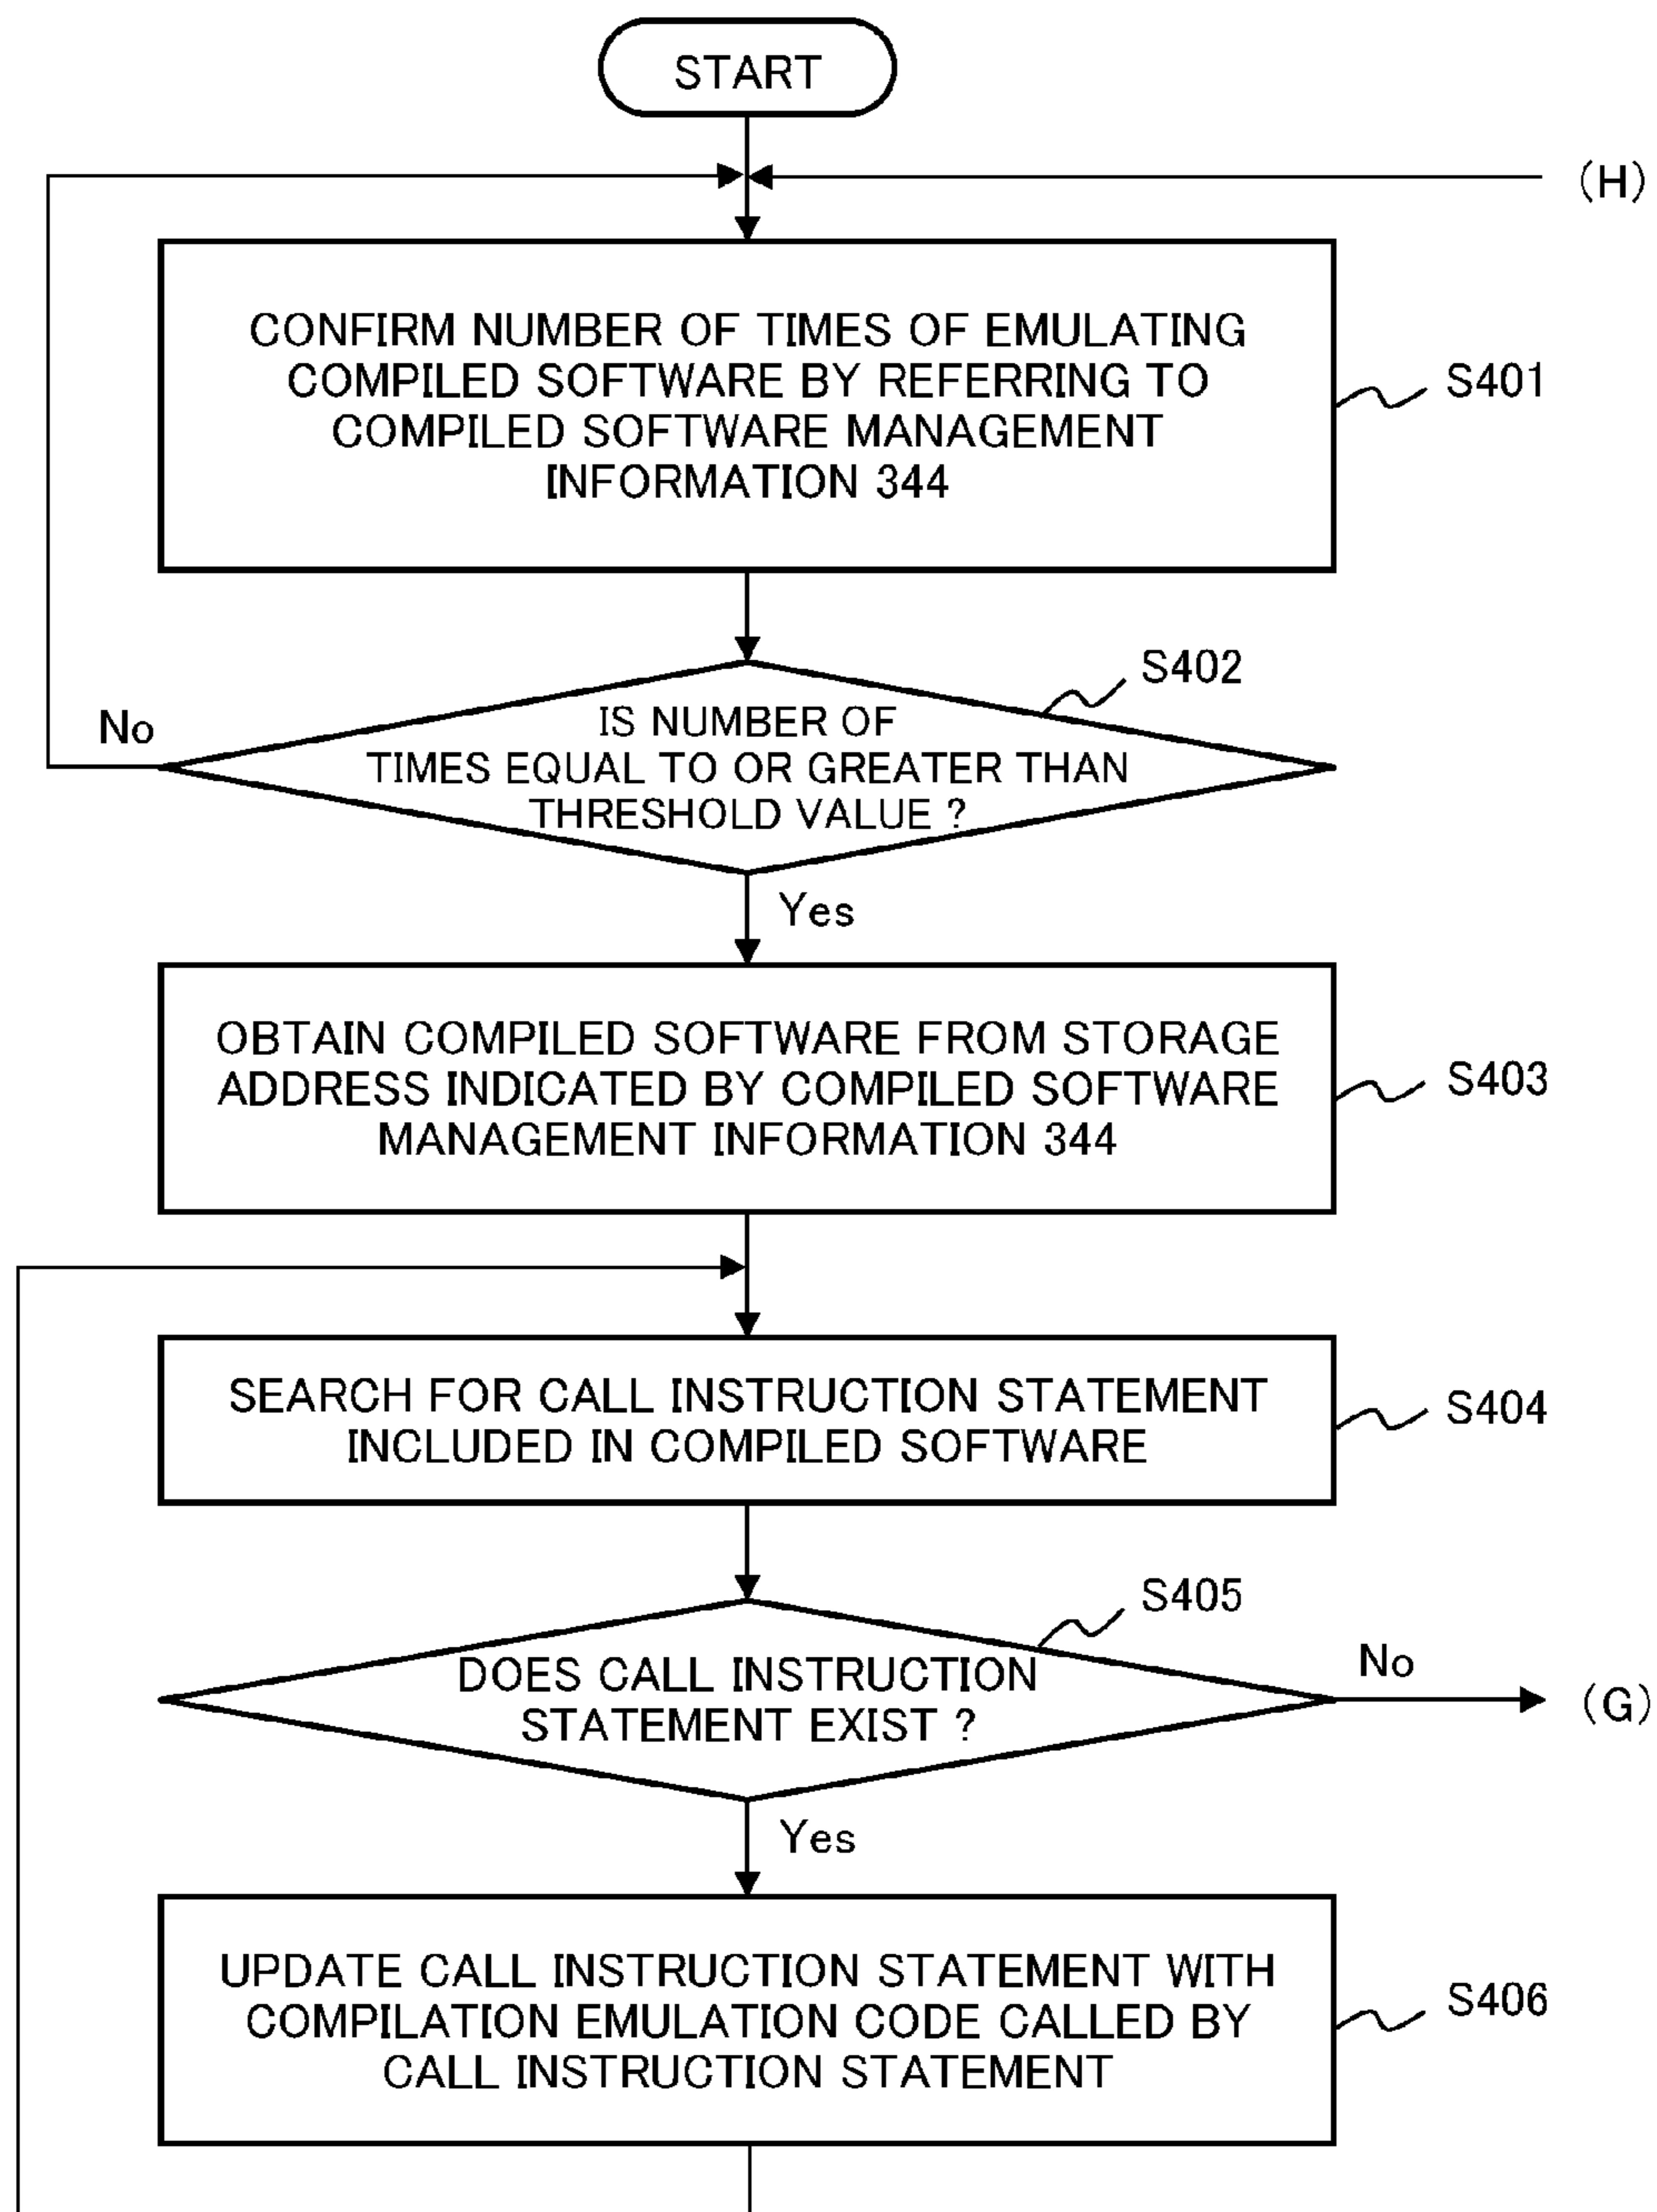 START
(H)
CONFIRM NUMBER OF TIMES OF EMULATING
COMPILED SOFTWARE BY REFERRING TO
COMPILED SOFTWARE MANAGEMENT
INFORMATION 344
S401
S402
No
IS NUMBER OF
TIMES EQUAL TO OR GREATER THAN
THRESHOLD VALUE ?
Yes
OBTAIN COMPILED SOFTWARE FROM STORAGE
ADDRESS INDICATED BY COMPILED SOFTWARE
MANAGEMENT INFORMATION 344
S403
SEARCH FOR CALL INSTRUCTION STATEMENT
INCLUDED IN COMPILED SOFTWARE
S404
S405
DOES CALL INSTRUCTION
STATEMENT EXIST ?
No
(G)
Yes
UPDATE CALL INSTRUCTION STATEMENT WITH
COMPILATION EMULATION CODE CALLED BY
CALL INSTRUCTION STATEMENT
S406